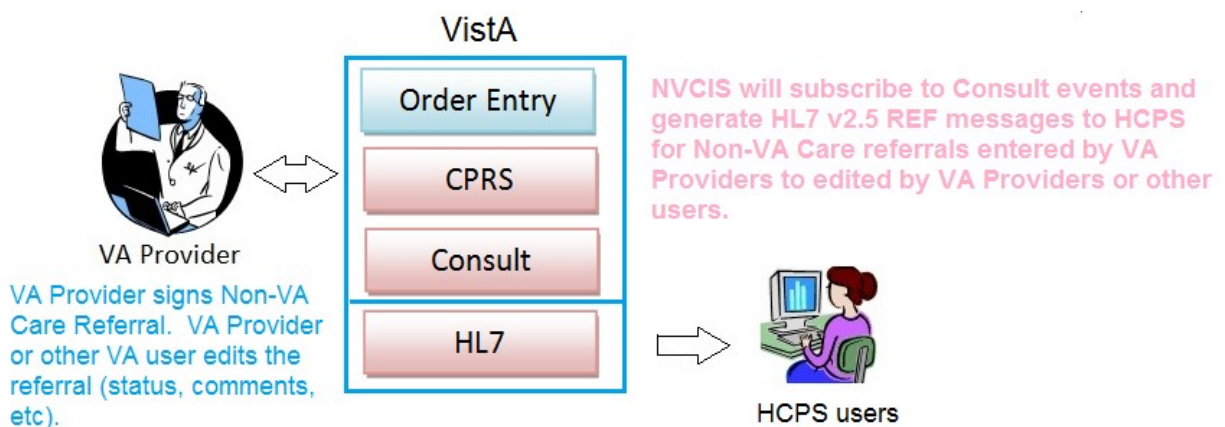 VistA
Order Entry
CPRS
Consult
HL7
VA Provider
VA Provider signs Non-VA
Care Referral.  VA Provider
or other VA user edits the
referral (status, comments,
etc).
NVCIS will subscribe to Consult events and
generate HL7 v2.5 REF messages to HCPS
for Non-VA Care referrals entered by VA
Providers to edited by VA Providers or other
users.
HCPS users